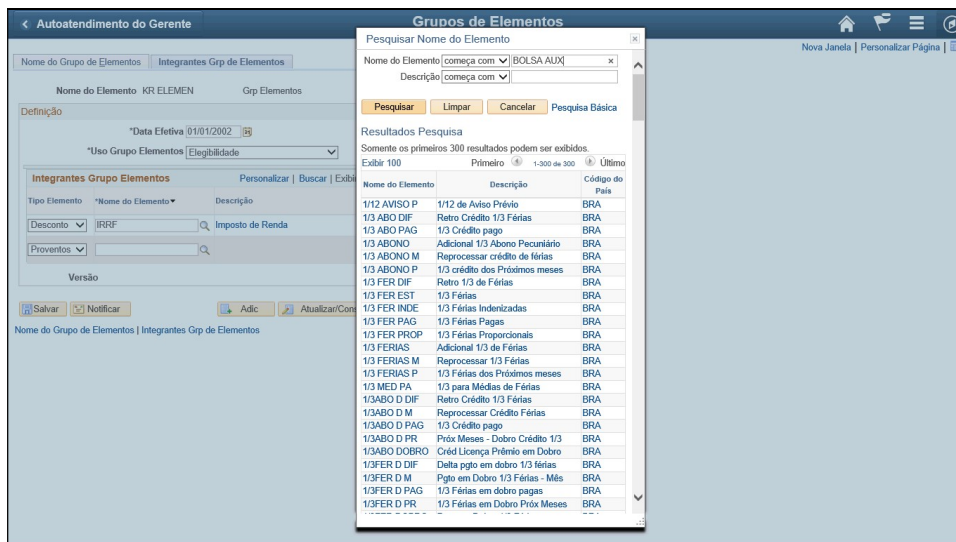 Autoatendimento do Gerente
Grupos de Elementos
Nova Janela | Personalizar Página |
Nome do Grupo de Elementos
Integrantes Grp de Elementos
Nome do Elemento KR ELEMEN Grp Elementos
Definição
*Data Efetiva 01/01/2002
*Uso Grupo Elementos Elegibilidade
Integrantes Grupo Elementos Personalizar | Buscar | Exibi
Tipo Elemento *Nome do Elemento Descrição
Desconto IRRF Imposto de Renda
Proventos
Versão
Salvar Notificar Adic Atualizar/Con
Nome do Grupo de Elementos | Integrantes Grp de Elementos
Pesquisar Nome do Elemento
Nome do Elemento começa com BOLSA AUX
Descrição começa com
Pesquisar Limpar Cancelar Pesquisa Básica
Resultados Pesquisa
Somente os primeiros 300 resultados podem ser exibidos.
Exibir 100 Primeiro 1-300 de 300 Último
Nome do Elemento Descrição Código do País
1/12 AVISO P 1/12 de Aviso Prévio BRA
1/3 ABO DIF Retro Crédito 1/3 Férias BRA
1/3 ABO PAG 1/3 Crédito pago BRA
1/3 ABONO Adicional 1/3 Abono Pecuniário BRA
1/3 ABONO M Reprocessar crédito de férias BRA
1/3 ABONO P 1/3 crédito dos Próximos meses BRA
1/3 FER DIF Retro 1/3 de Férias BRA
1/3 FER EST 1/3 Férias BRA
1/3 FER INDE 1/3 Férias Indenizadas BRA
1/3 FER PAG 1/3 Férias Pagas BRA
1/3 FER PROP 1/3 Férias Proporcionais BRA
1/3 FERIAS Adicional 1/3 de Férias BRA
1/3 FERIAS M Reprocessar 1/3 Férias BRA
1/3 FERIAS P 1/3 Férias dos Próximos meses BRA
1/3 MED PA 1/3 para Médias de Férias BRA
1/3ABO D DIF Retro Crédito 1/3 Férias BRA
1/3ABO D M Reprocessar Crédito Férias BRA
1/3ABO D PAG 1/3 Crédito pago BRA
1/3ABO D PR Próx Meses - Dobro Crédito 1/3 BRA
1/3ABO DOBRO Créd Licença Prêmio em Dobro BRA
1/3FER D DIF Delta pgto em dobro 1/3 férias BRA
1/3FER D M Pgto em Dobro 1/3 Férias - Mês BRA
1/3FER D PAG 1/3 Férias em dobro pagas BRA
1/3FER D PR 1/3 Férias em Dobro Próx Meses BRA